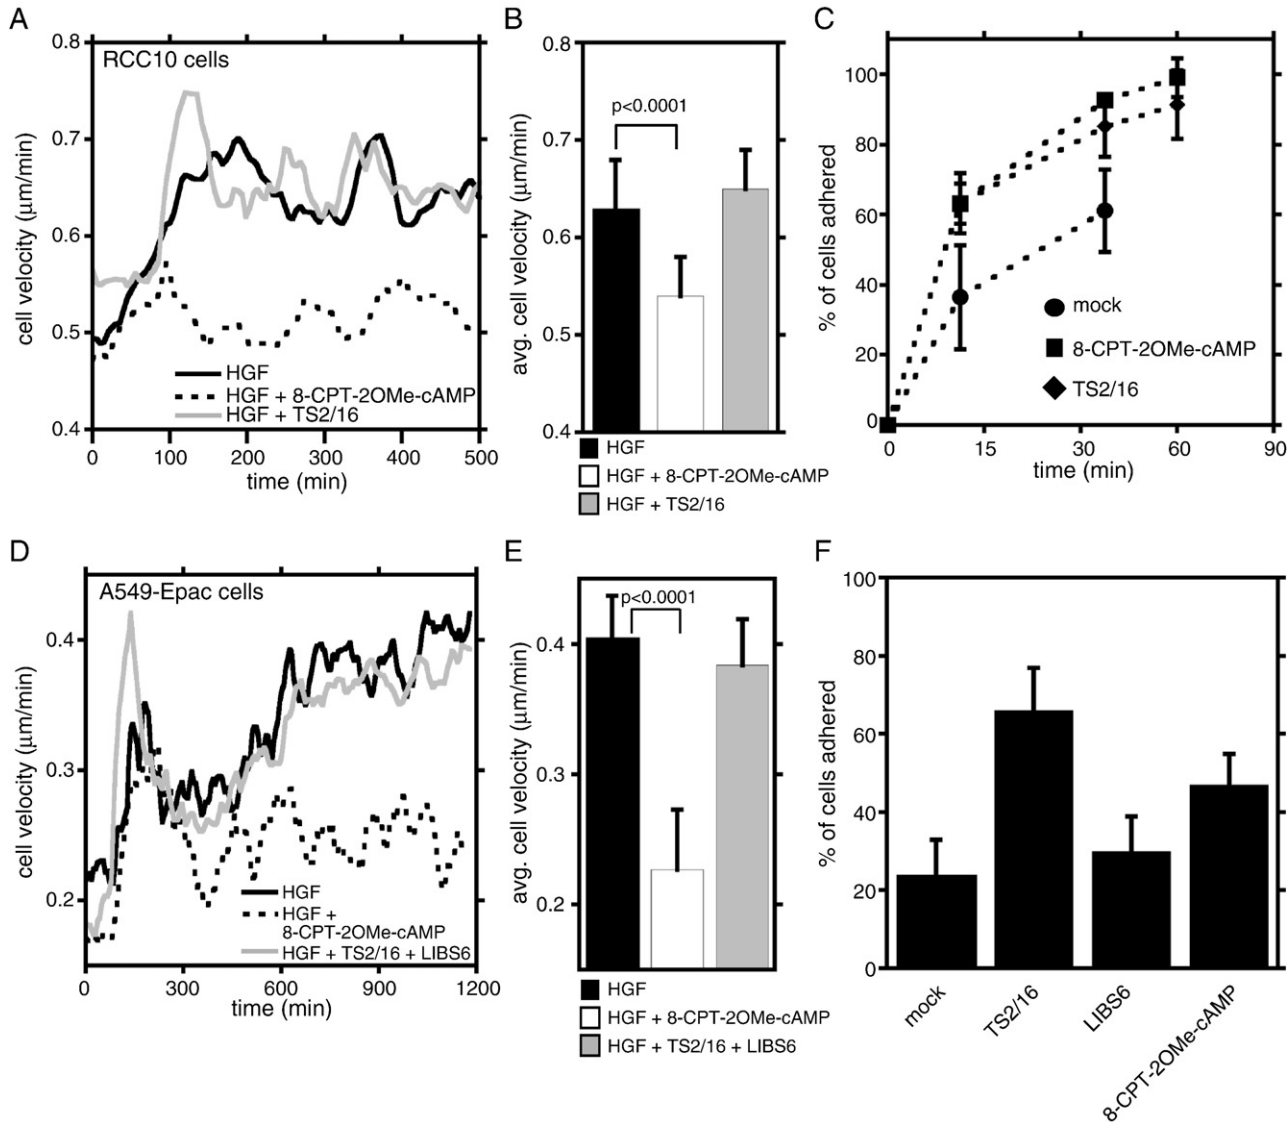 A
RCC10 cells
cell velocity (μm/min)
0.8
0.7
0.6
0.5
0.4
0 100 200 300 400 500
time (min)
HGF
HGF + 8-CPT-2OMe-cAMP
HGF + TS2/16
B
avg. cell velocity (μm/min)
0.8
0.7
0.6
0.5
0.4
p<0.0001
HGF
HGF + 8-CPT-2OMe-cAMP
HGF + TS2/16
C
% of cells adhered
100
80
60
40
20
0
0 15 30 60 90
time (min)
mock
8-CPT-2OMe-cAMP
TS2/16
D
A549-Epac cells
cell velocity (μm/min)
0.4
0.3
0.2
0 300 600 900 1200
time (min)
HGF
HGF +
8-CPT-2OMe-cAMP
HGF + TS2/16 + LIBS6
E
avg. cell velocity (μm/min)
0.4
0.3
0.2
p<0.0001
HGF
HGF + 8-CPT-2OMe-cAMP
HGF + TS2/16 + LIBS6
F
% of cells adhered
100
80
60
40
20
0
mock
TS2/16
LIBS6
8-CPT-2OMe-cAMP